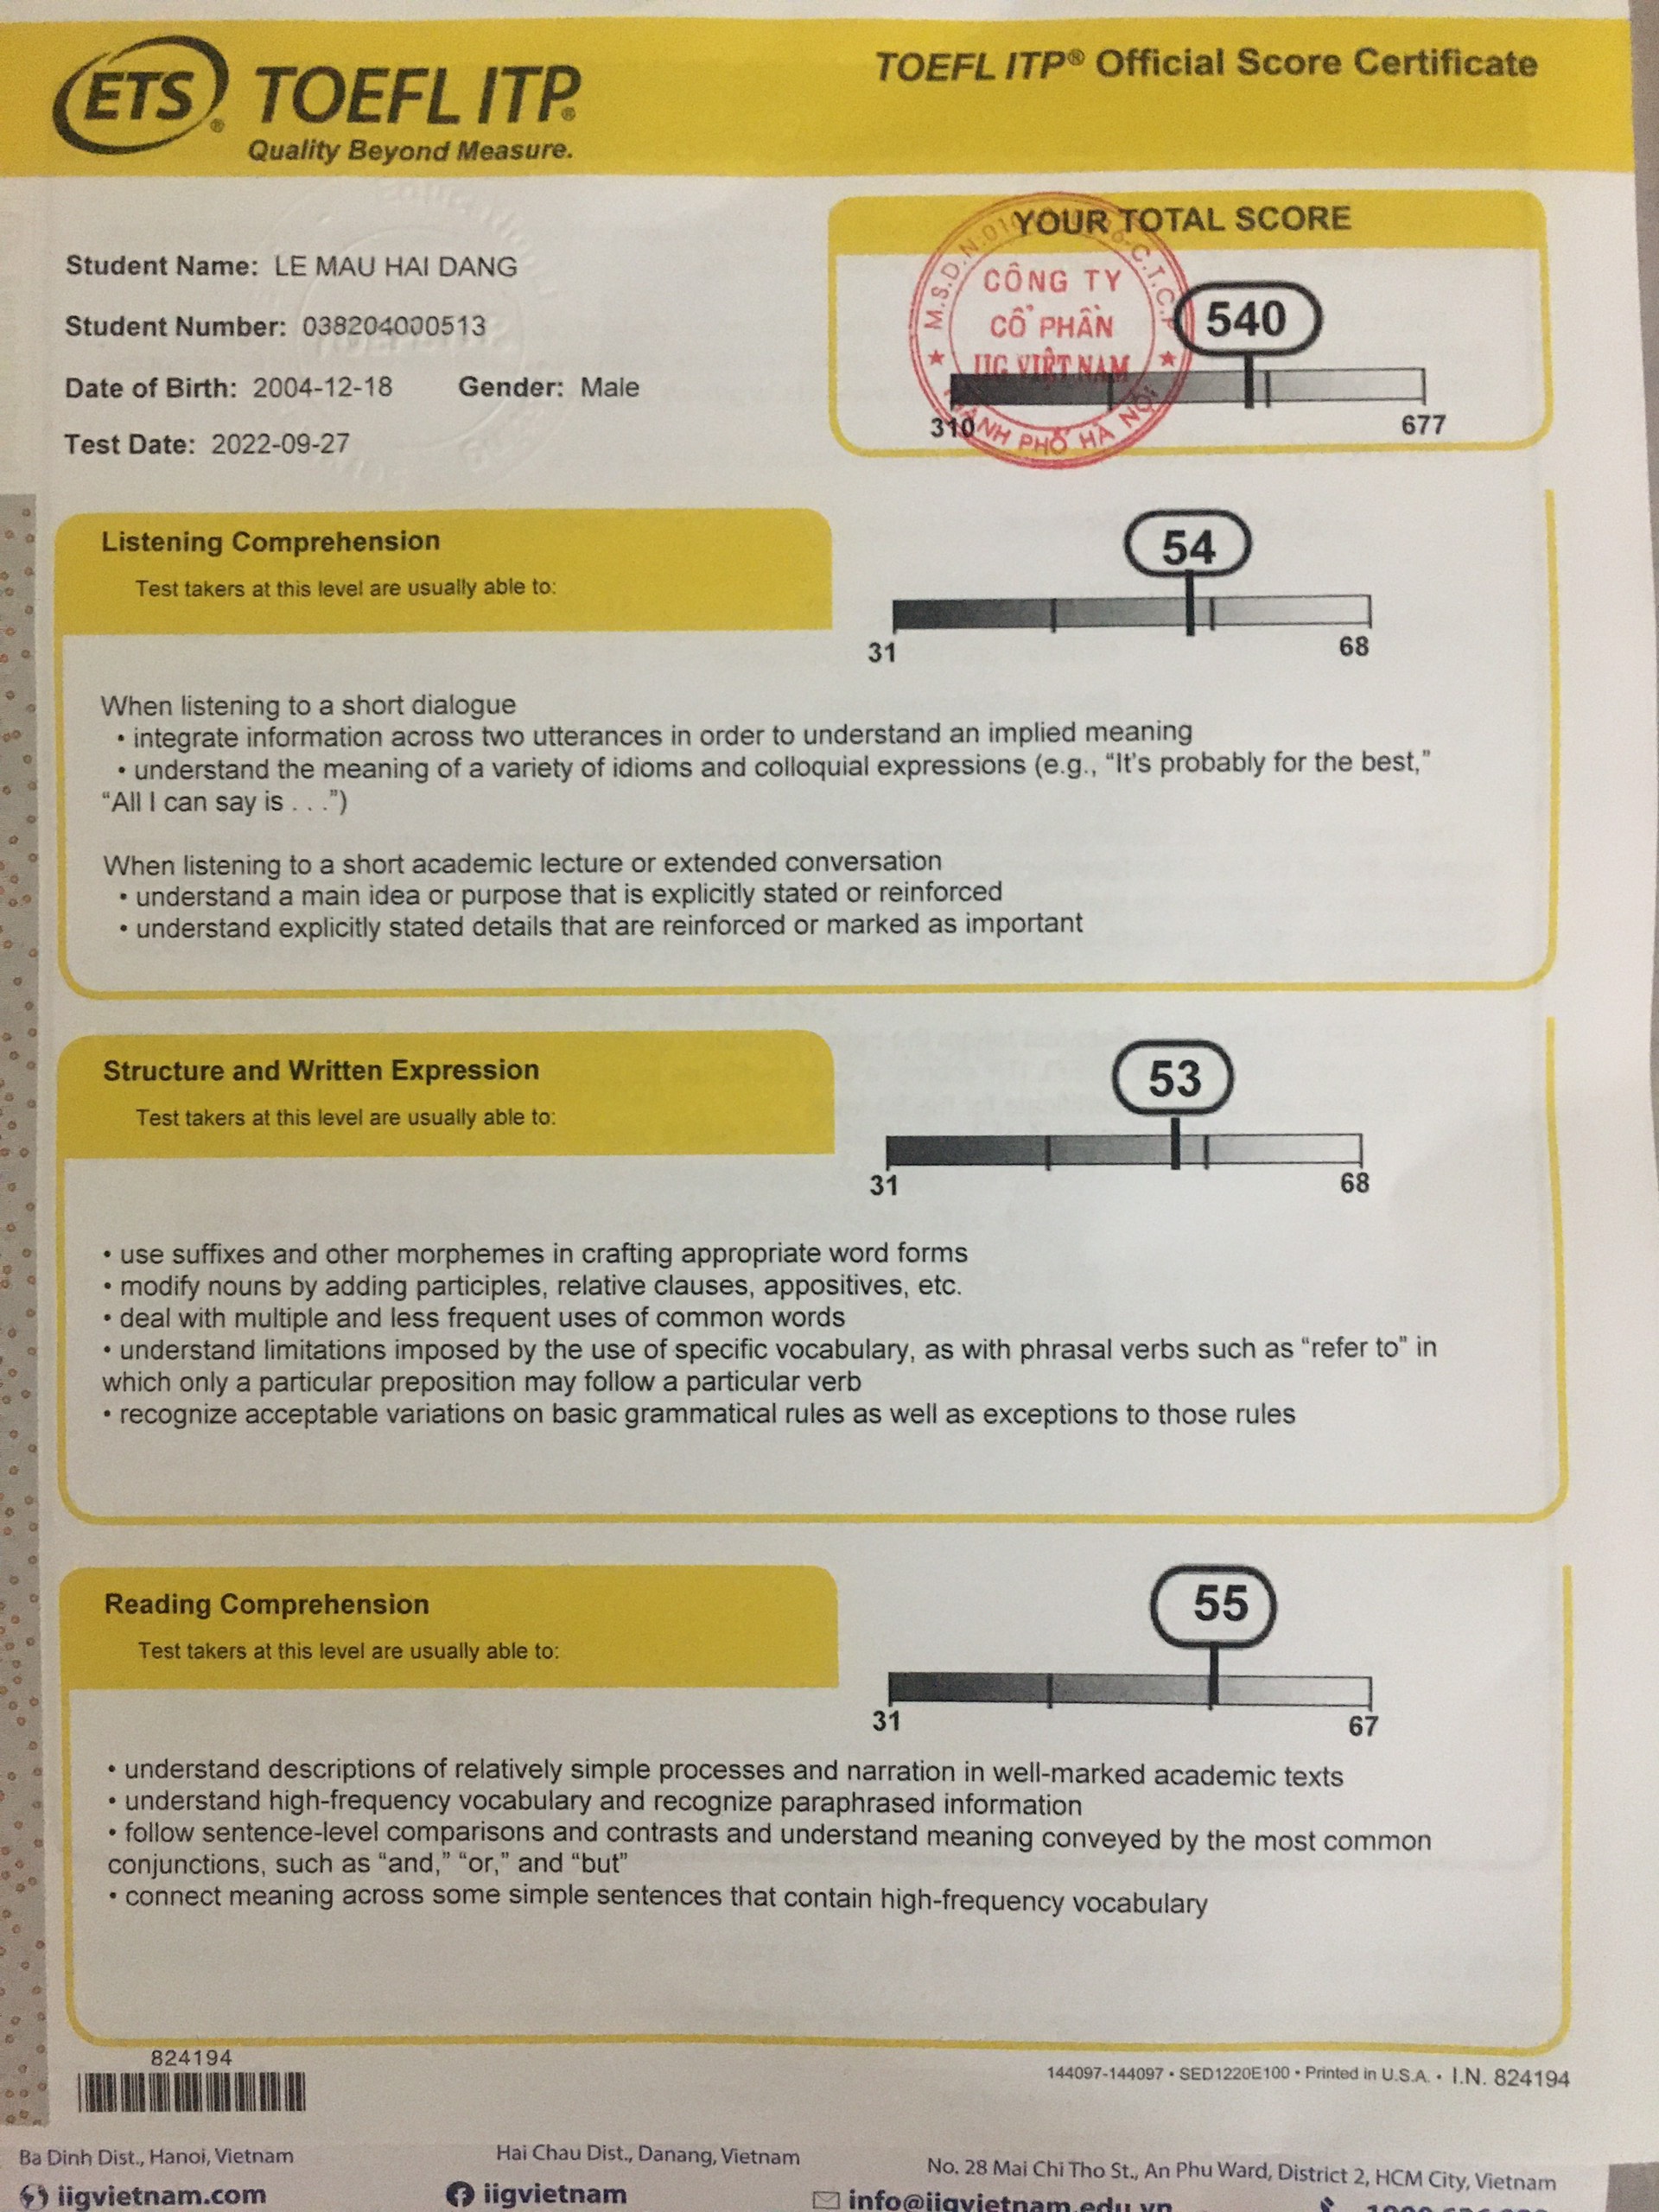 ETS® TOEFL ITP®
Quality Beyond Measure.
TOEFL ITP® Official Score Certificate
Student Name: LE MAU HAI DANG
Student Number: 038204000513
Date of Birth: 2004-12-18 Gender: Male
Test Date: 2022-09-27
YOUR TOTAL SCORE
540
310 677
M.S.D.N:01 C.T.C.P
CÔNG TY
CỔ PHẦN
IIG VIỆT NAM
THÀNH PHỐ HÀ NỘI
Listening Comprehension
Test takers at this level are usually able to:
54
31 68
When listening to a short dialogue
• integrate information across two utterances in order to understand an implied meaning
• understand the meaning of a variety of idioms and colloquial expressions (e.g., “It's probably for the best,”
“All I can say is . . .”)
When listening to a short academic lecture or extended conversation
• understand a main idea or purpose that is explicitly stated or reinforced
• understand explicitly stated details that are reinforced or marked as important
Structure and Written Expression
Test takers at this level are usually able to:
53
31 68
• use suffixes and other morphemes in crafting appropriate word forms
• modify nouns by adding participles, relative clauses, appositives, etc.
• deal with multiple and less frequent uses of common words
• understand limitations imposed by the use of specific vocabulary, as with phrasal verbs such as “refer to” in
which only a particular preposition may follow a particular verb
• recognize acceptable variations on basic grammatical rules as well as exceptions to those rules
Reading Comprehension
Test takers at this level are usually able to:
55
31 67
• understand descriptions of relatively simple processes and narration in well-marked academic texts
• understand high-frequency vocabulary and recognize paraphrased information
• follow sentence-level comparisons and contrasts and understand meaning conveyed by the most common
conjunctions, such as “and,” “or,” and “but”
• connect meaning across some simple sentences that contain high-frequency vocabulary
824194
144097-144097 • SED1220E100 • Printed in U.S.A. • I.N. 824194
Ba Dinh Dist., Hanoi, Vietnam
Hai Chau Dist., Danang, Vietnam
No. 28 Mai Chi Tho St., An Phu Ward, District 2, HCM City, Vietnam
iigvietnam.com
iigvietnam
info@iigvietnam.edu.vn